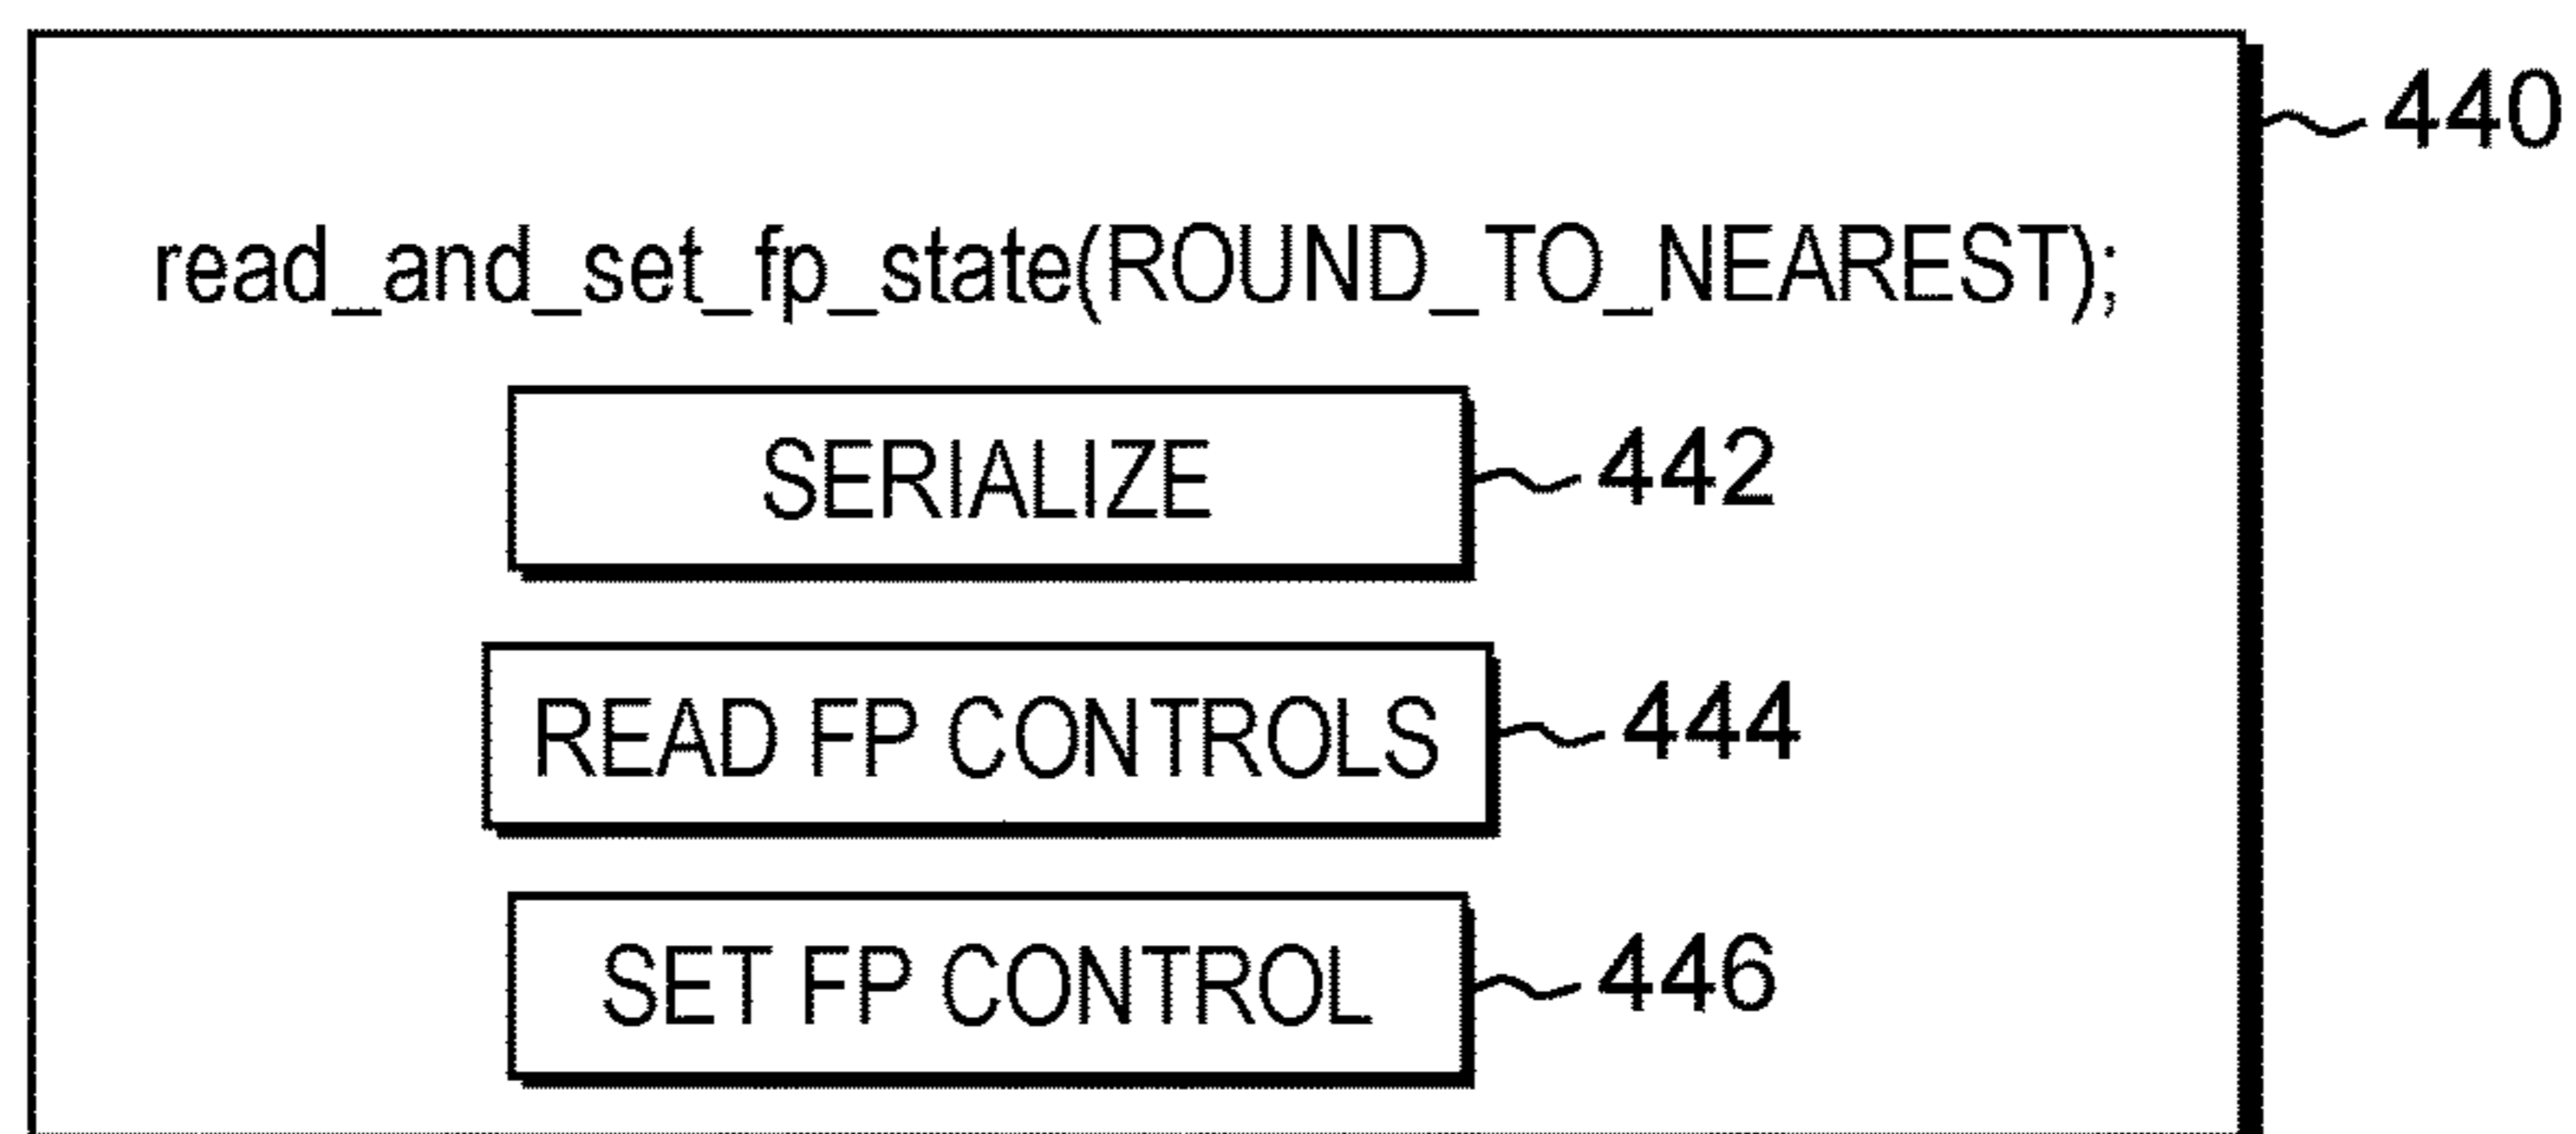 440
read_and_set_fp_state(ROUND_TO_NEAREST);
SERIALIZE 442
READ FP CONTROLS 444
SET FP CONTROL 446